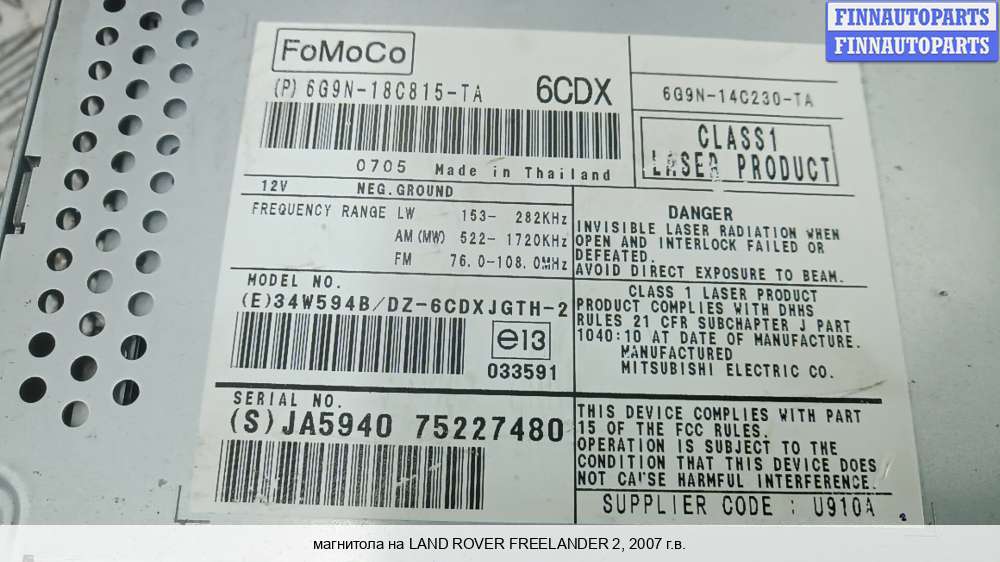 FINNAUTOPARTS
FINNAUTOPARTS
FoMoCo
(P) 6G9N-18C815-TA 6CDX
6G9N-14C230-TA
CLASS1
LASER PRODUCT
0705 Made in Thailand
12V NEG.GROUND
FREQUENCY RANGE LW 153- 282KHz
AM(MW) 522- 1720KHz
FM 76.0-108.0MHz
DANGER
INVISIBLE LASER RADIATION WHEN
OPEN AND INTERLOCK FAILED OR
DEFEATED.
AVOID DIRECT EXPOSURE TO BEAM.
MODEL NO.
(E)34W594B/DZ-6CDXJGTH-2
e13
033591
CLASS 1 LASER PRODUCT
PRODUCT COMPLIES WITH DHHS
RULES 21 CFR SUBCHAPTER J PART
1040:10 AT DATE OF MANUFACTURE.
MANUFACTURED
MITSUBISHI ELECTRIC CO.
SERIAL NO.
(S)JA5940 75227480
THIS DEVICE COMPLIES WITH PART
15 OF THE FCC RULES.
OPERATION IS SUBJECT TO THE
CONDITION THAT THIS DEVICE DOES
NOT CAUSE HARMFUL INTERFERENCE.
SUPPLIER CODE : U910A
магнитола на LAND ROVER FREELANDER 2, 2007 г.в.